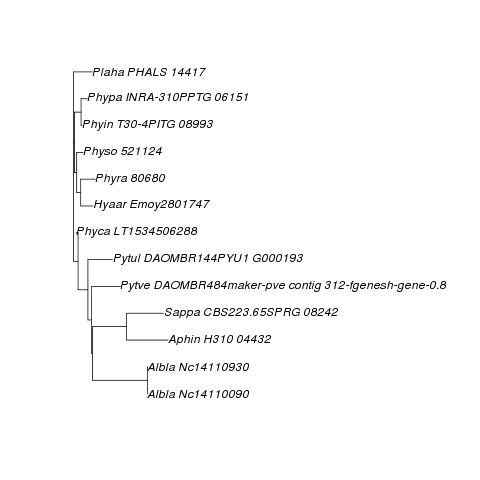 Plaha PHALS 14417
Phypa INRA-310PPTG 06151
Phyin T30-4PITG 08993
Physo 521124
Phyra 80680
Hyaar Emoy2801747
Phyca LT1534506288
Pytul DAOMBR144PYU1 G000193
Pytve DAOMBR484maker-pve contig 312-fgenesh-gene-0.8
Sappa CBS223.65SPRG 08242
Aphin H310 04432
Albla Nc14110930
Albla Nc14110090